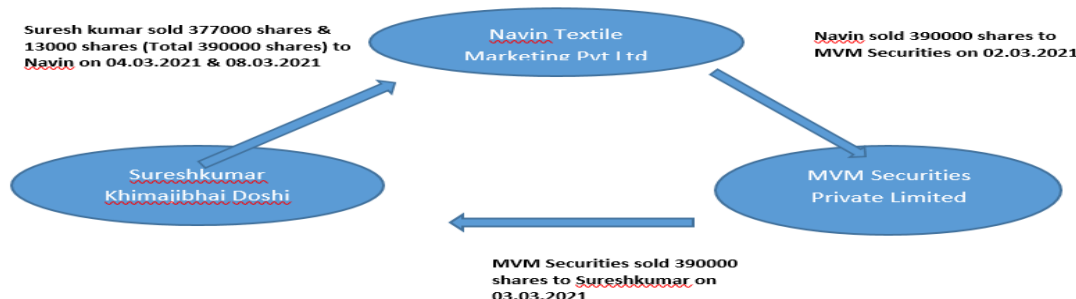 Suresh kumar sold 377000 shares &
13000 shares (Total 390000 shares) to
Navin on 04.03.2021 & 08.03.2021
Navin Textile
Marketing Pvt Ltd
Navin sold 390000 shares to
MVM Securities on 02.03.2021
Sureshkumar
Khimajibhai Doshi
MVM Securities
Private Limited
MVM Securities sold 390000
shares to Sureshkumar on
03.03.2021